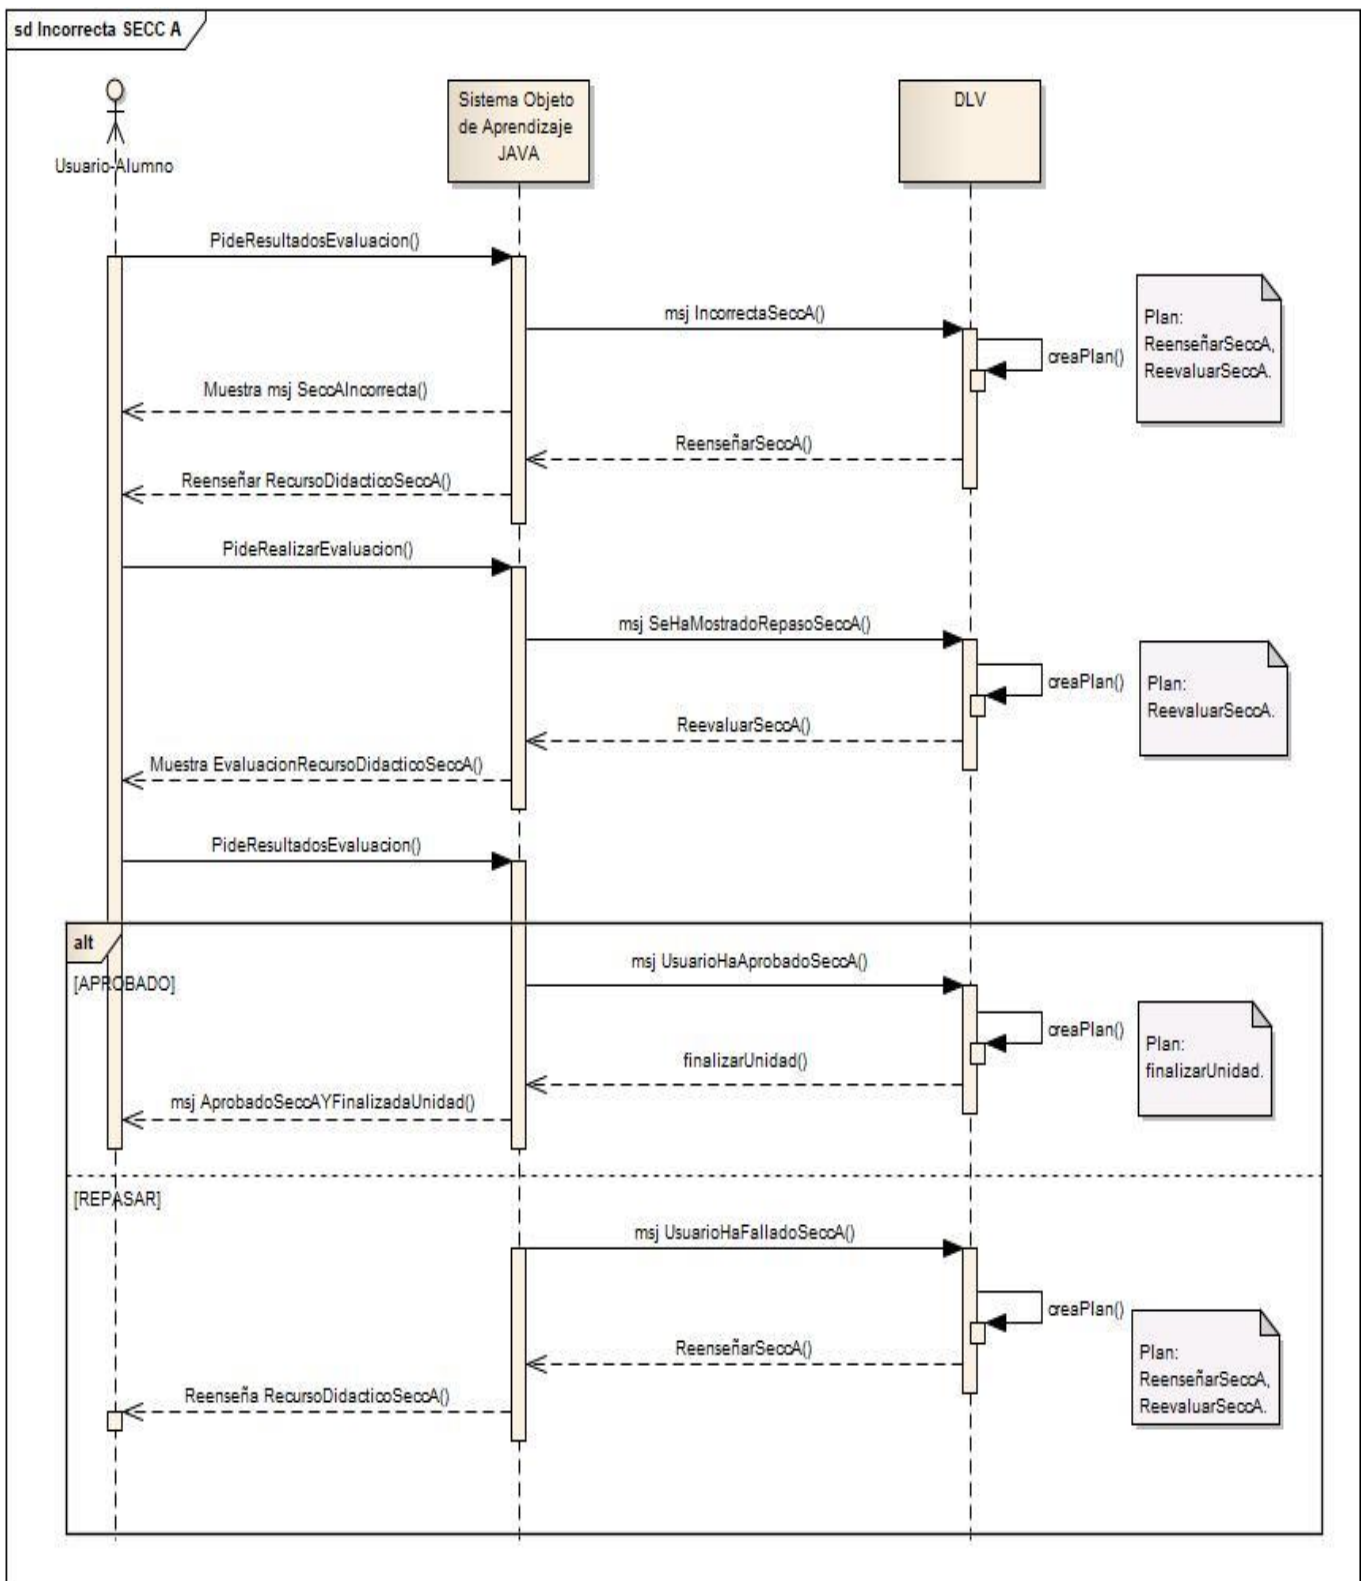 sd Incorrecta SECC A
Sistema Objeto
de Aprendizaje
JAVA
DLV
Usuario-Alumno
PideResultadosEvaluacion()
msj IncorrectaSeccA()
creaPlan()
Plan:
ReenseñarSeccA,
ReevaluarSeccA.
Muestra msj SeccAIncorrecta()
ReenseñarSeccA()
Reenseñar RecursoDidacticoSeccA()
PideRealizarEvaluacion()
msj SeHaMostradoRepasoSeccA()
creaPlan()
Plan:
ReevaluarSeccA.
ReevaluarSeccA()
Muestra EvaluacionRecursoDidacticoSeccA()
PideResultadosEvaluacion()
alt
[APROBADO]
msj UsuarioHaAprobadoSeccA()
creaPlan()
Plan:
finalizarUnidad.
finalizarUnidad()
msj AprobadoSeccAYFinalizadaUnidad()
[REPASAR]
msj UsuarioHaFalladoSeccA()
creaPlan()
Plan:
ReenseñarSeccA,
ReevaluarSeccA.
ReenseñarSeccA()
Reenseña RecursoDidacticoSeccA()